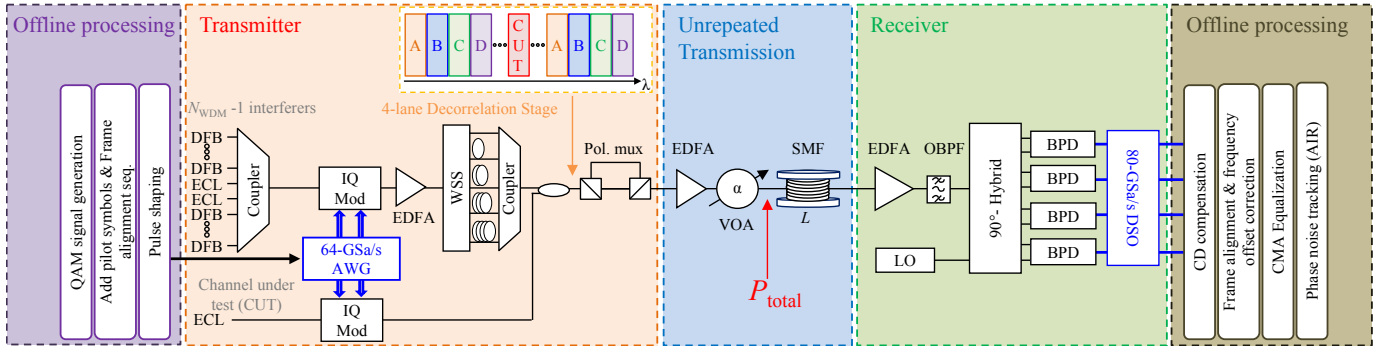 Offline processing
QAM signal generation
Add pilot symbols & Frame
alignment seq.
Pulse shaping
Transmitter
A B C D ••• C U T ••• A B C D
λ
4-lane Decorrelation Stage
N_WDM -1 interferers
DFB
DFB
ECL
ECL
DFB
DFB
Coupler
IQ
Mod
EDFA
WSS
Coupler
Pol. mux
64-GSa/s
AWG
Channel under
test (CUT)
ECL
IQ
Mod
Unrepeated
Transmission
EDFA
α
VOA
SMF
L
P_total
Receiver
EDFA
OBPF
LO
90°- Hybrid
BPD
BPD
BPD
BPD
80-GSa/s DSO
Offline processing
CD compensation
Frame alignment & frequency
offset correction
CMA Equalization
Phase noise tracking (AIR)